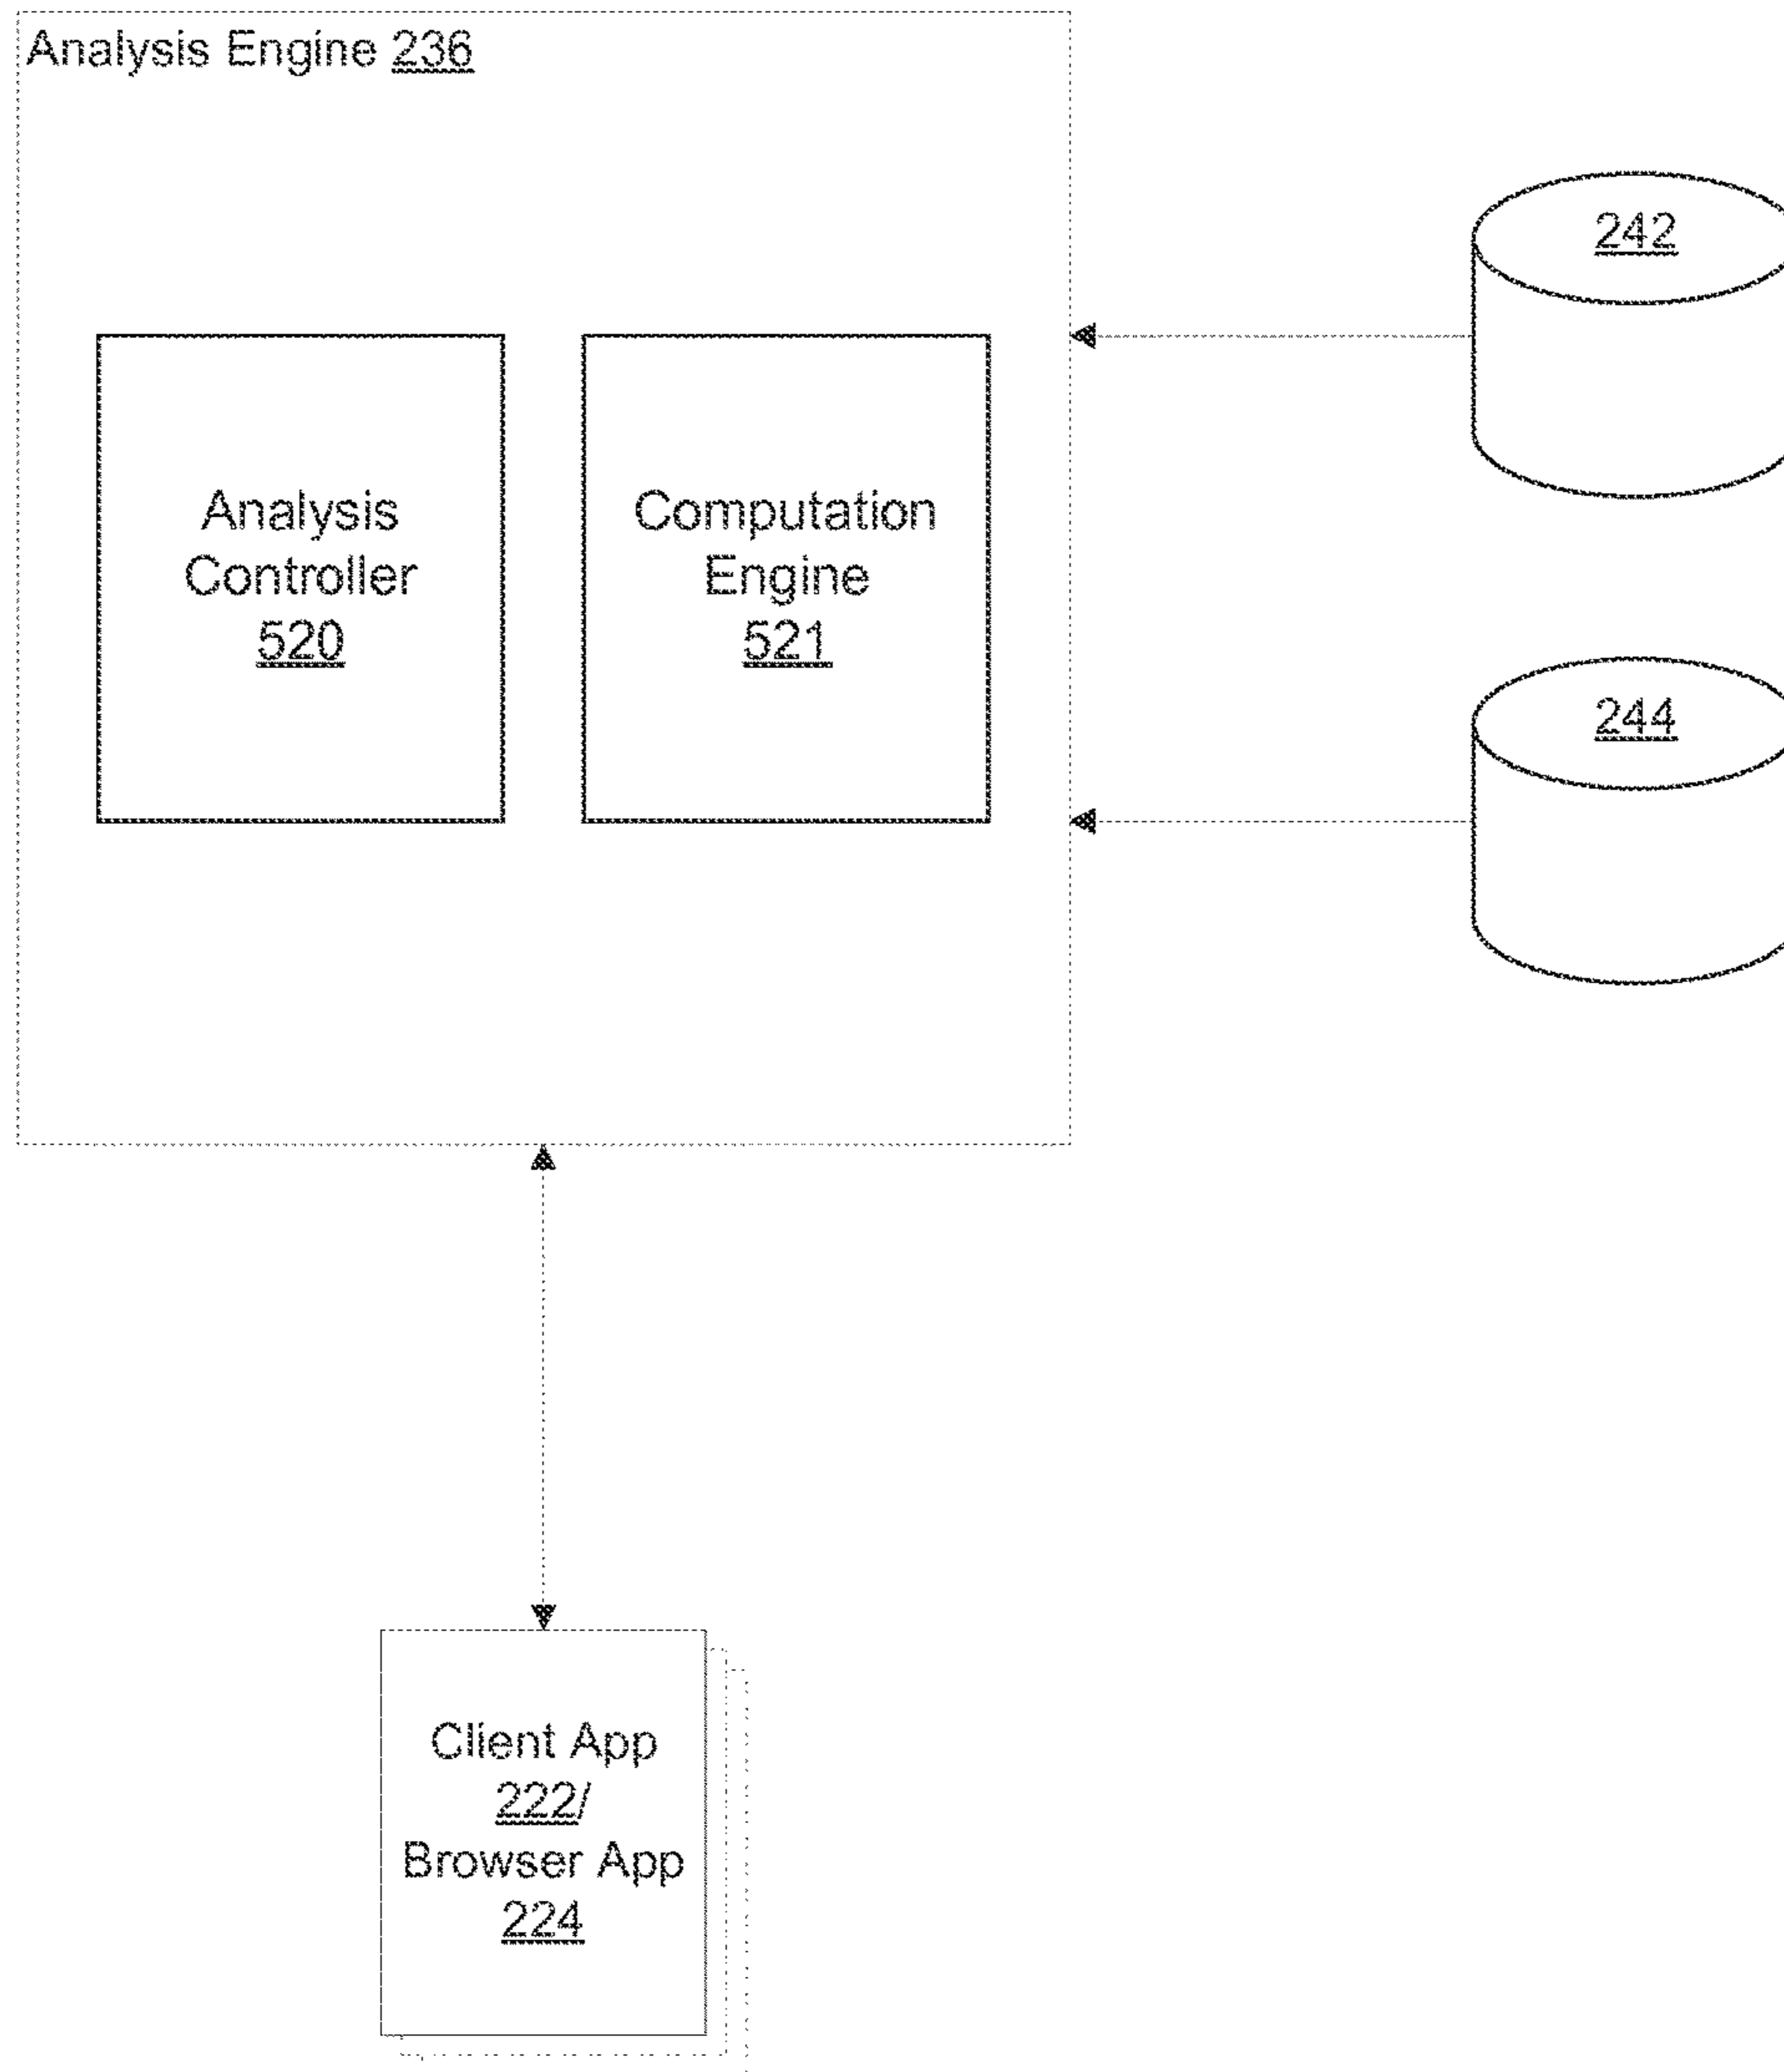 Analysis Engine 236
242
Analysis
Controller
520
Computation
Engine
521
244
Client App
222/
Browser App
224